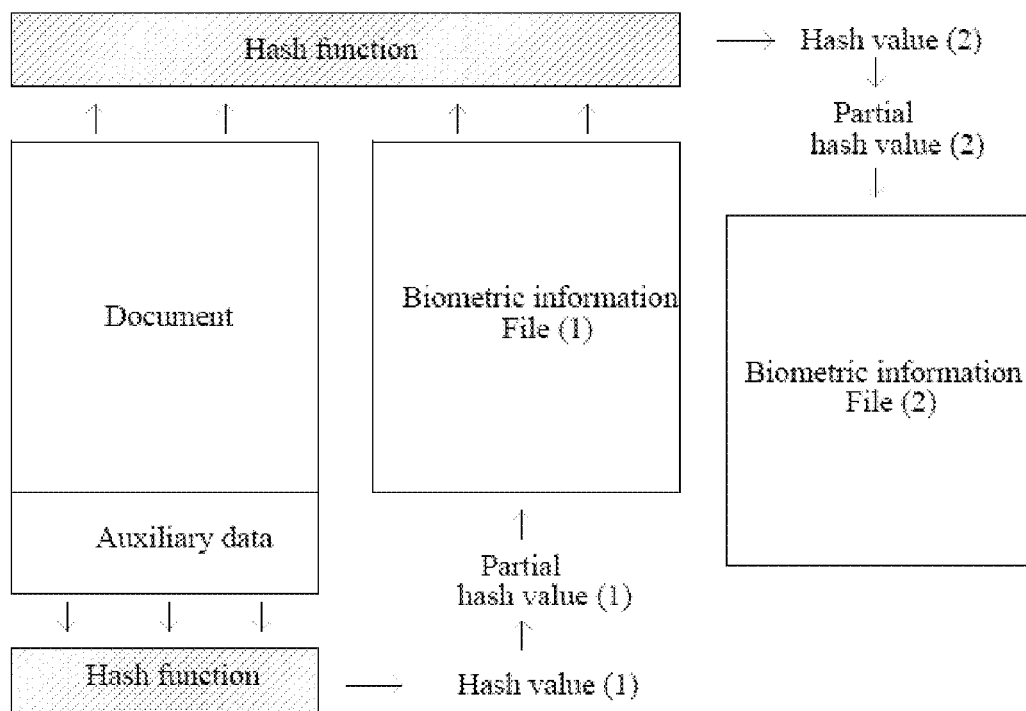 Hash function
Hash value (2)
Partial
hash value (2)
Document
Biometric information
File (1)
Biometric information
File (2)
Auxiliary data
Partial
hash value (1)
Hash function
Hash value (1)